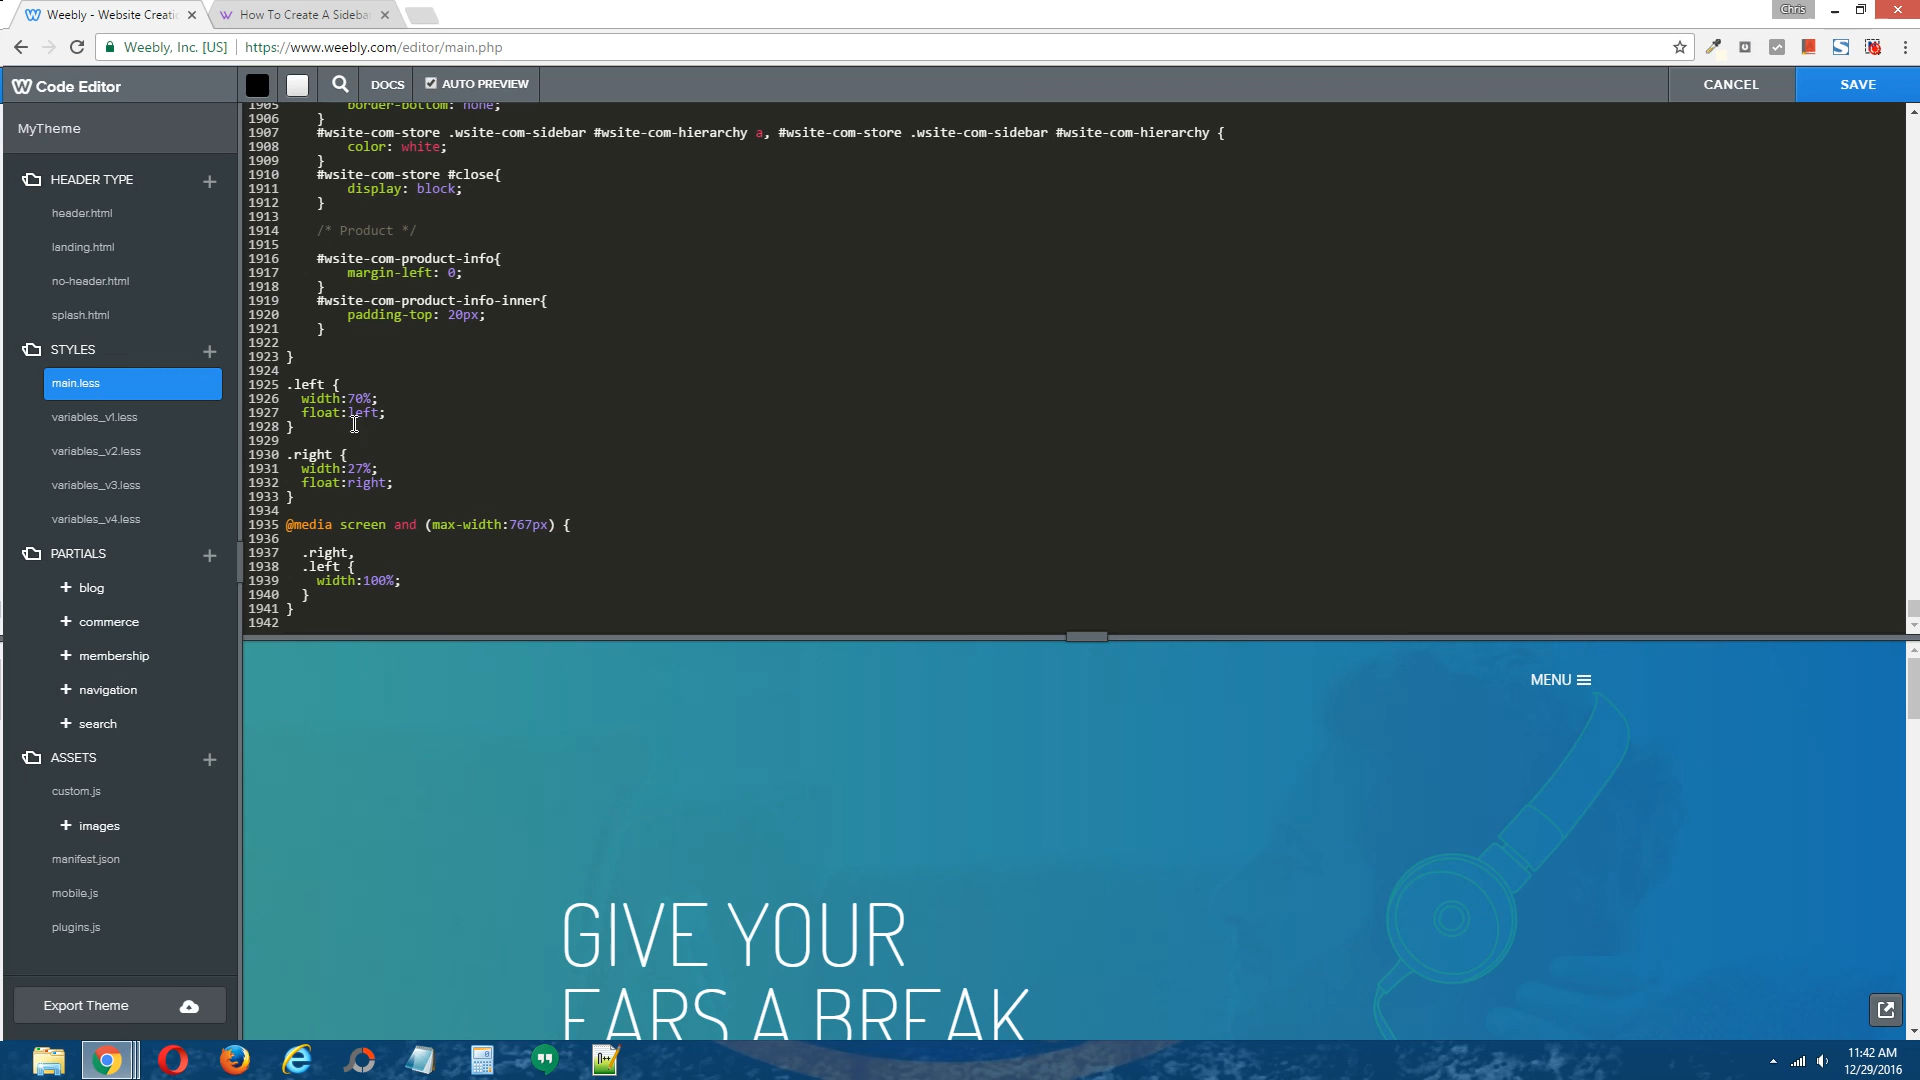 Weebly - Website Creatic
How To Create A Sideba
Chris
Weebly, Inc. [US]
https://www.weebly.com/editor/main.php
Code Editor
DOCS
AUTO PREVIEW
CANCEL
SAVE
MyTheme
HEADER TYPE
header.html
landing.html
no-header.html
splash.html
STYLES
main.less
variables_v1.less
variables_v2.less
variables_v3.less
variables_v4.less
PARTIALS
+ blog
+ commerce
+ membership
+ navigation
+ search
ASSETS
custom.js
+ images
manifest.json
mobile.js
plugins.js
Export Theme
1905 border-bottom: none;
1906 }
1907 #wsite-com-store .wsite-com-sidebar #wsite-com-hierarchy a, #wsite-com-store .wsite-com-sidebar #wsite-com-hierarchy {
1908 color: white;
1909 }
1910 #wsite-com-store #close{
1911 display: block;
1912 }
1913
1914 /* Product */
1915
1916 #wsite-com-product-info{
1917 margin-left: 0;
1918 }
1919 #wsite-com-product-info-inner{
1920 padding-top: 20px;
1921 }
1922
1923 }
1924
1925 .left {
1926 width:70%;
1927 float:left;
1928 }
1929
1930 .right {
1931 width:27%;
1932 float:right;
1933 }
1934
1935 @media screen and (max-width:767px) {
1936
1937 .right,
1938 .left {
1939 width:100%;
1940 }
1941 }
1942
MENU
GIVE YOUR
EARS A BREAK
11:42 AM
12/29/2016